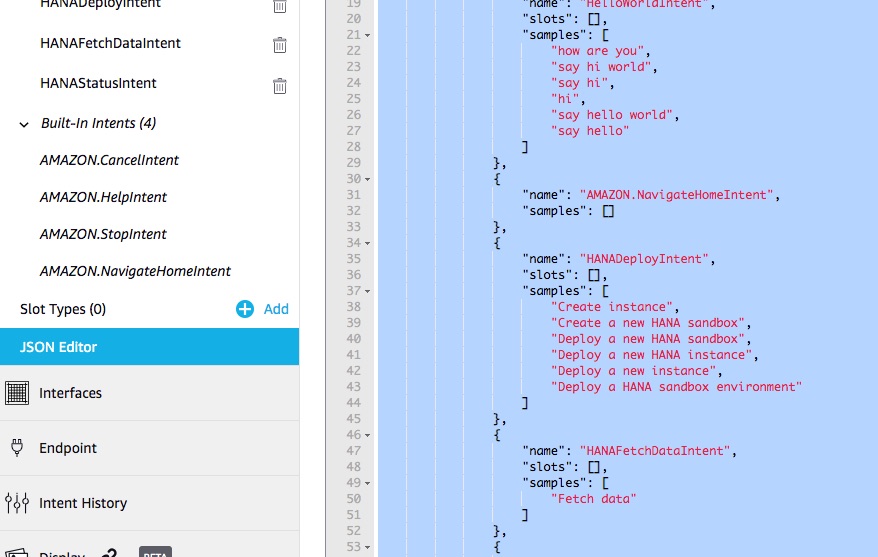 HANADeployIntent
HANAFetchDataIntent
HANAStatusIntent
Built-In Intents (4)
AMAZON.CancelIntent
AMAZON.HelpIntent
AMAZON.StopIntent
AMAZON.NavigateHomeIntent
Slot Types (0) Add
JSON Editor
Interfaces
Endpoint
Intent History
Display BETA
19 "name": "HelloWorldIntent",
20 "slots": [],
21 "samples": [
22 "how are you",
23 "say hi world",
24 "say hi",
25 "hi",
26 "say hello world",
27 "say hello"
28 ]
29 },
30 {
31 "name": "AMAZON.NavigateHomeIntent",
32 "samples": []
33 },
34 {
35 "name": "HANADeployIntent",
36 "slots": [],
37 "samples": [
38 "Create instance",
39 "Create a new HANA sandbox",
40 "Deploy a new HANA sandbox",
41 "Deploy a new HANA instance",
42 "Deploy a new instance",
43 "Deploy a HANA sandbox environment"
44 ]
45 },
46 {
47 "name": "HANAFetchDataIntent",
48 "slots": [],
49 "samples": [
50 "Fetch data"
51 ]
52 },
53 {